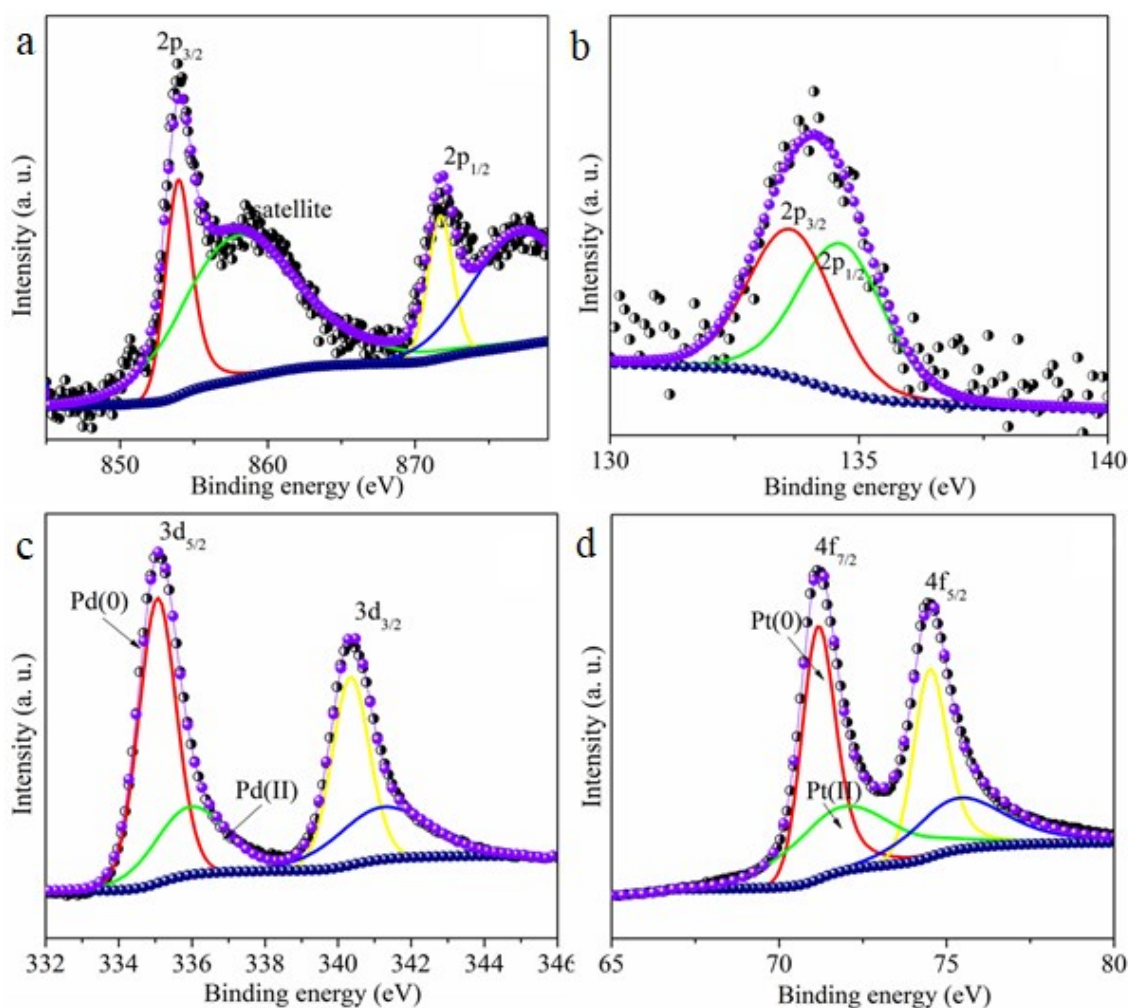 a
2p3/2
satellite
2p1/2
Intensity (a. u.)
850 860 870
Binding energy (eV)
b
2p3/2
2p1/2
Intensity (a. u.)
130 135 140
Binding energy (eV)
c
3d5/2
Pd(0)
3d3/2
Pd(II)
Intensity (a. u.)
332 334 336 338 340 342 344 346
Binding energy (eV)
d
4f7/2
4f5/2
Pt(0)
Pt(II)
Intensity (a. u.)
65 70 75 80
Binding energy (eV)